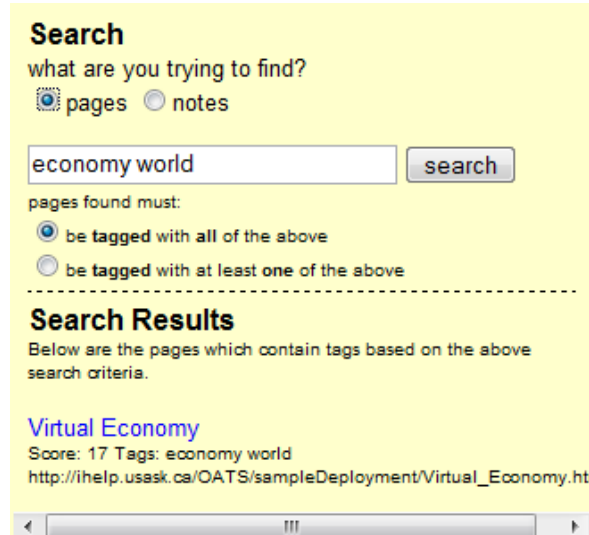 Search
what are you trying to find?
pages notes
economy world search
pages found must:
be tagged with all of the above
be tagged with at least one of the above
Search Results
Below are the pages which contain tags based on the above
search criteria.
Virtual Economy
Score: 17 Tags: economy world
http://ihelp.usask.ca/OATS/sampleDeployment/Virtual_Economy.ht